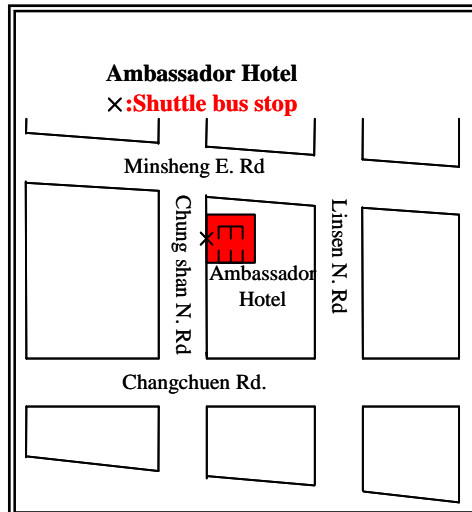 Ambassador Hotel
×:Shuttle bus stop
Minsheng E. Rd
Chung shan N. Rd
Linsen N. Rd
Ambassador
Hotel
Changchuen Rd.